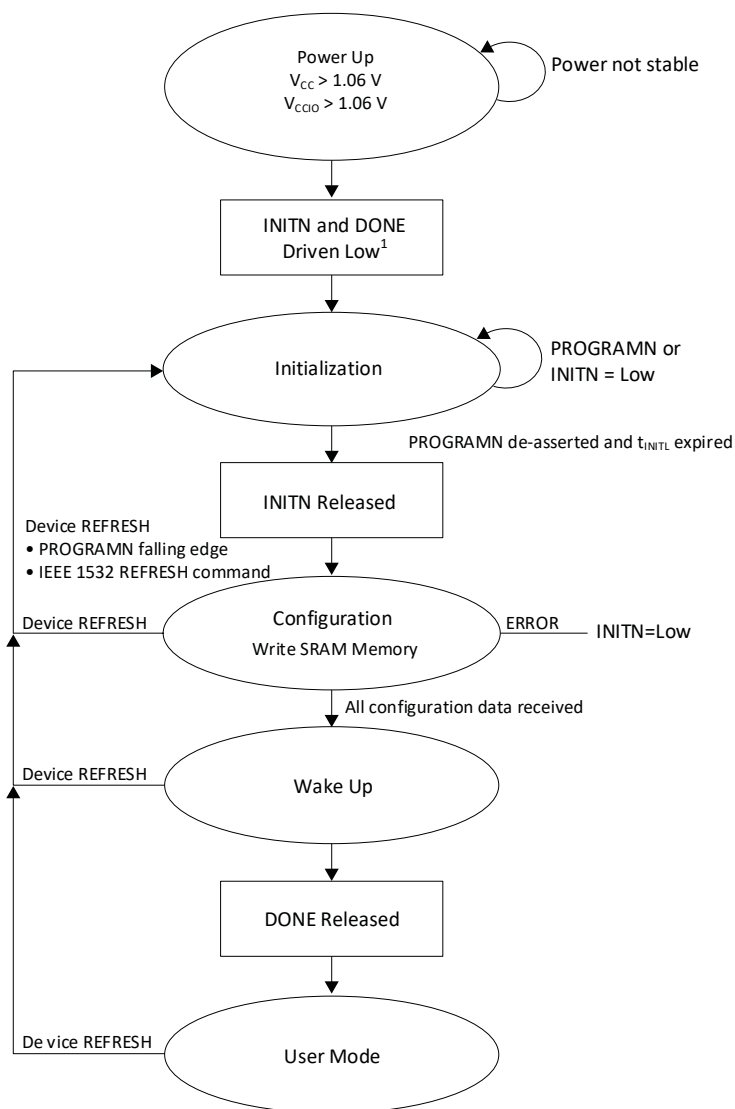 Power Up
V_CC > 1.06 V
V_CCIO > 1.06 V
Power not stable
INITN and DONE
Driven Low¹
Initialization
PROGRAMN or
INITN = Low
PROGRAMN de-asserted and t_INITL expired
INITN Released
Device REFRESH
• PROGRAMN falling edge
• IEEE 1532 REFRESH command
Device REFRESH
Configuration
Write SRAM Memory
ERROR
INITN=Low
All configuration data received
Device REFRESH
Wake Up
DONE Released
De vice REFRESH
User Mode